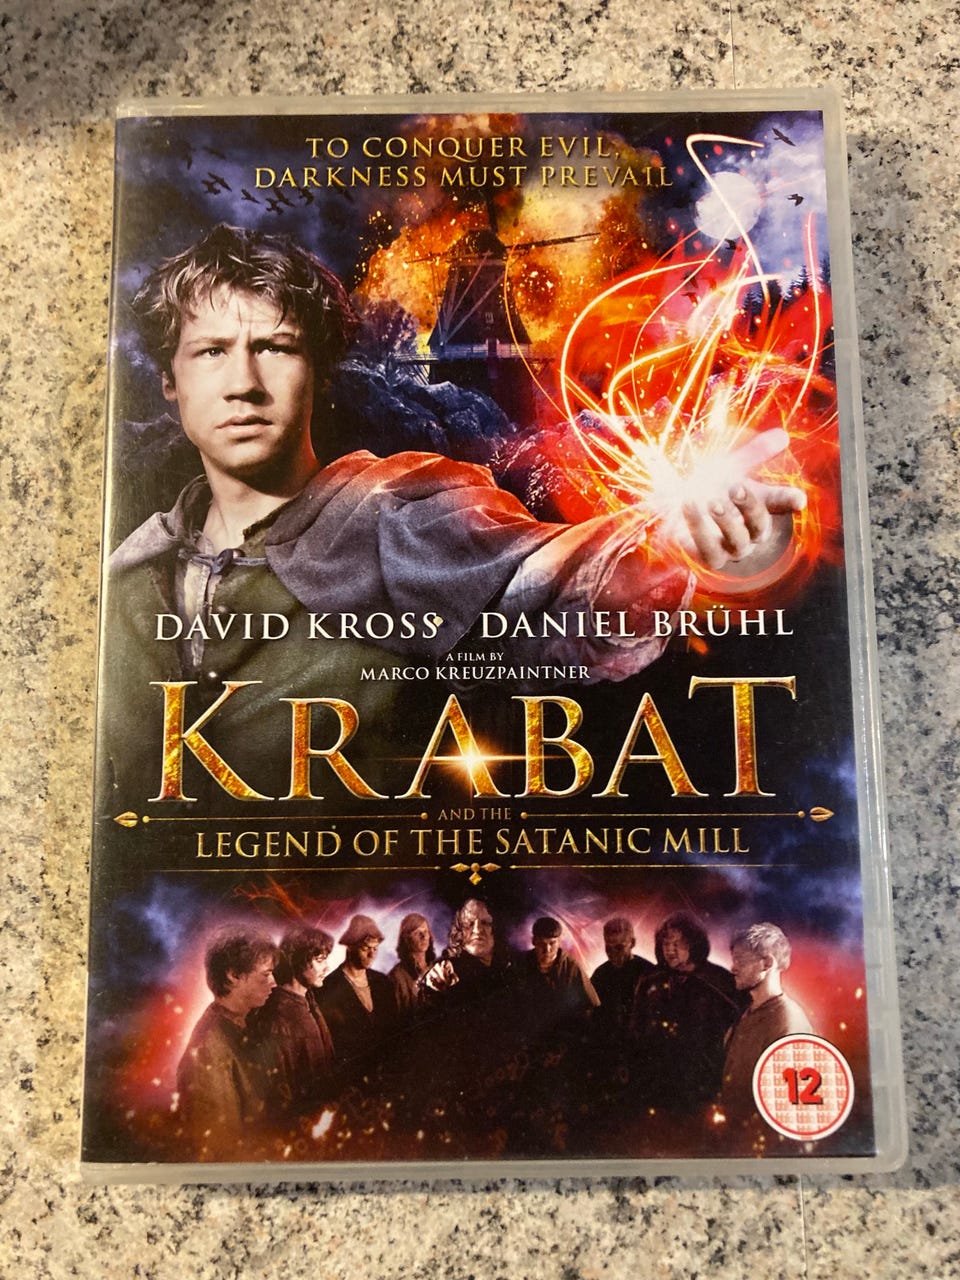 TO CONQUER EVIL,
DARKNESS MUST PREVAIL
DAVID KROSS DANIEL BRÜHL
A FILM BY
MARCO KREUZPAINTNER
KRABAT
AND THE
LEGEND OF THE SATANIC MILL
12